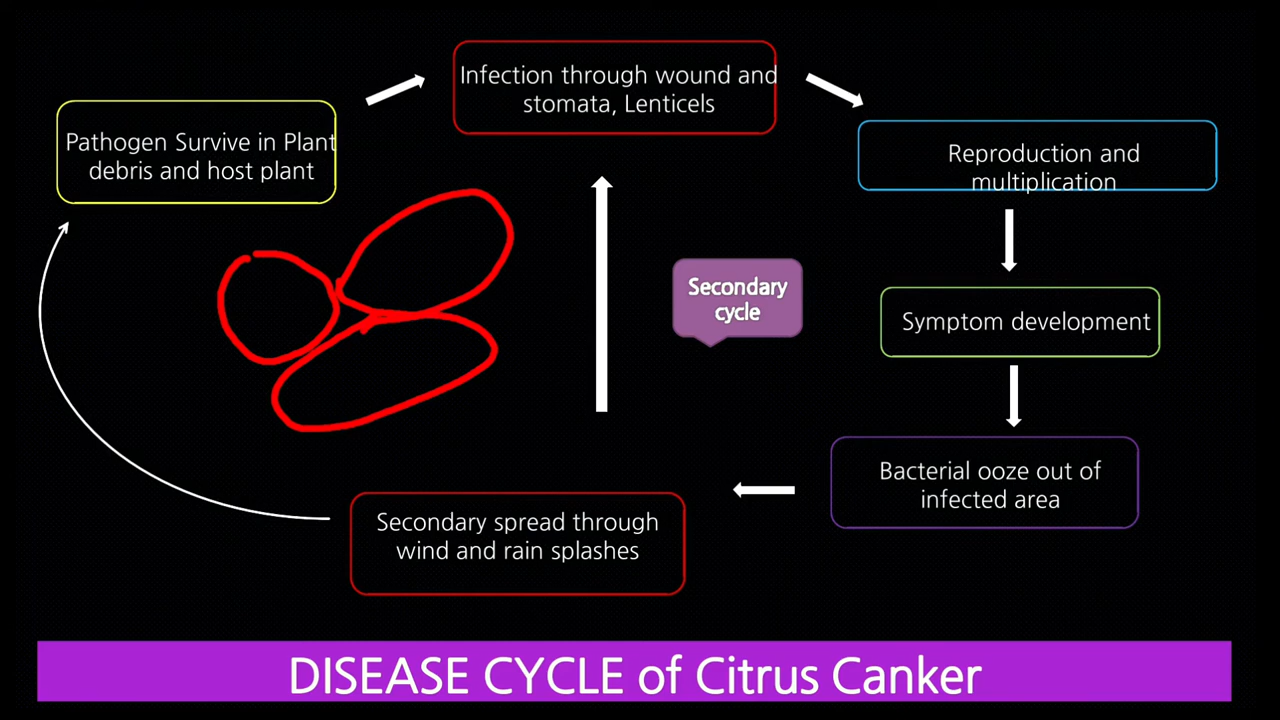 Infection through wound and
stomata, Lenticels
Pathogen Survive in Plant
debris and host plant
Reproduction and
multiplication
Secondary
cycle
Symptom development
Bacterial ooze out of
infected area
Secondary spread through
wind and rain splashes
DISEASE CYCLE of Citrus Canker